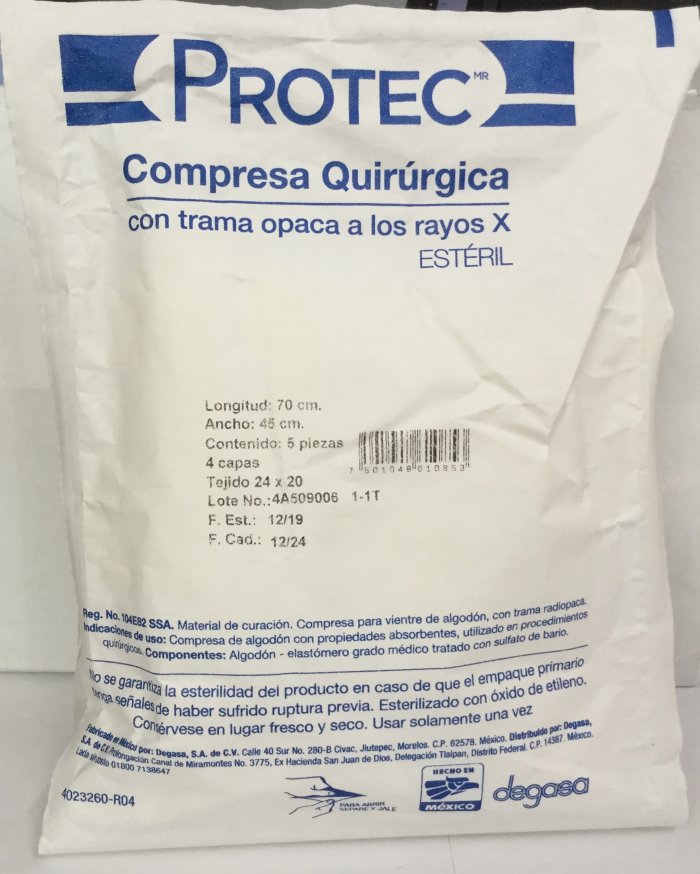 PROTEC MR
Compresa Quirúrgica
con trama opaca a los rayos X
ESTÉRIL
Longitud: 70 cm.
Ancho: 45 cm.
Contenido: 5 piezas
4 capas
Tejido 24 x 20
Lote No.:4A509006 1-1T
F. Est.: 12/19
F. Cad.: 12/24
Reg. No. 104E82 SSA. Material de curación. Compresa para vientre de algodón, con trama radiopaca.
Indicaciones de uso: Compresa de algodón con propiedades absorbentes, utilizado en procedimientos
quirúrgicos. Componentes: Algodón - elastómero grado médico tratado con sulfato de bario.
No se garantiza la esterilidad del producto en caso de que el empaque primario
tenga señales de haber sufrido ruptura previa. Esterilizado con óxido de etileno.
Consérvese en lugar fresco y seco. Usar solamente una vez
Fabricado en México por: Degasa, S.A. de C.V. Calle 40 Sur No. 280-B Civac, Jiutepec, Morelos. C.P. 62578. México. Distribuido por: Degasa,
S.A. de C.V. Prolongación Canal de Miramontes No. 3775, Ex Hacienda San Juan de Dios, Delegación Tlalpan, Distrito Federal. C.P. 14387. México.
Lada sin costo 01800 7138647
4023260-R04
PARA ABRIR
SEPARE Y JALE
HECHO EN
MÉXICO
degasa